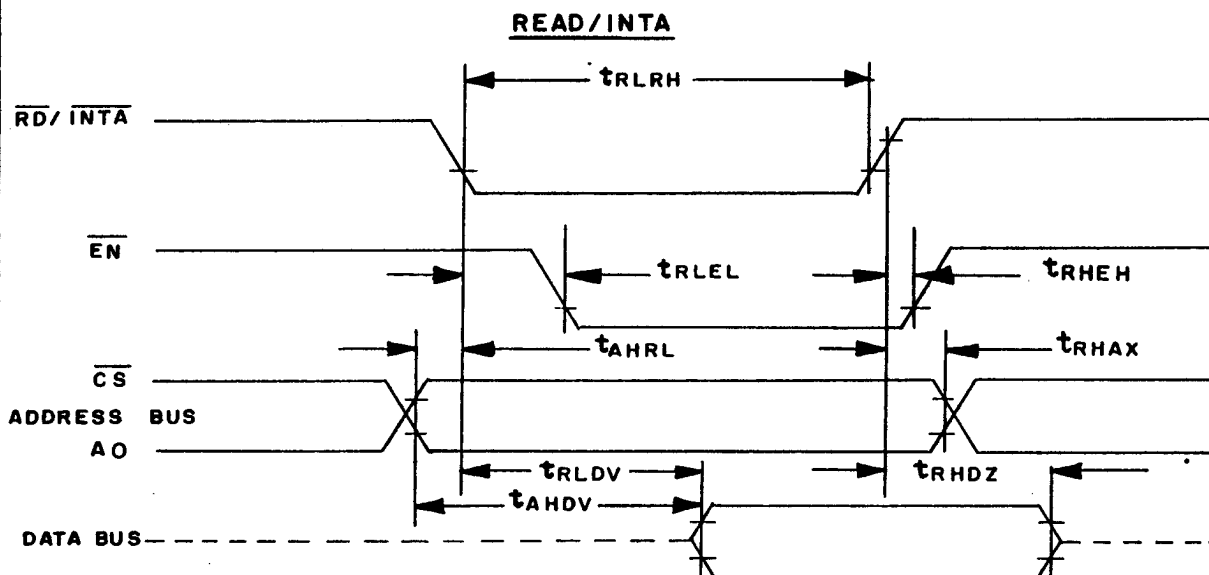 READ/INTA
tRLRH
RD/ INTA
EN
tRLEL
tRHEH
tAHRL
tRHAX
CS
ADDRESS BUS
A0
tRLDV
tRHDZ
tAHDV
DATA BUS